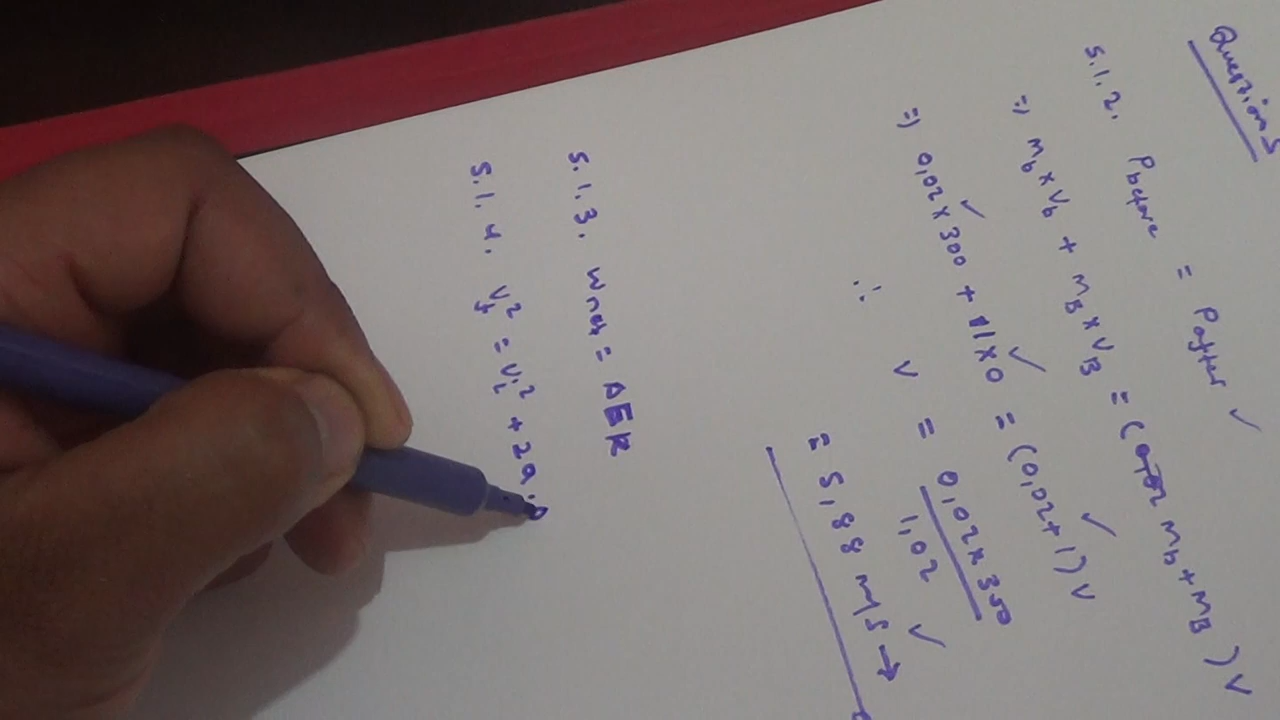 Questions
5.1.2. Pbefore = Pafter ✓
=) mb×Vb + mB×VB = ( mb+mB)V
=) 0,02×300 + 1×0 = (0,02+1)V
∴ V = 0,02×300
1,02 ✓
= 5,88 m/s →
5.1.3. Wnet = ΔEK
5.1.4. Vf² = Vi² + 2a.